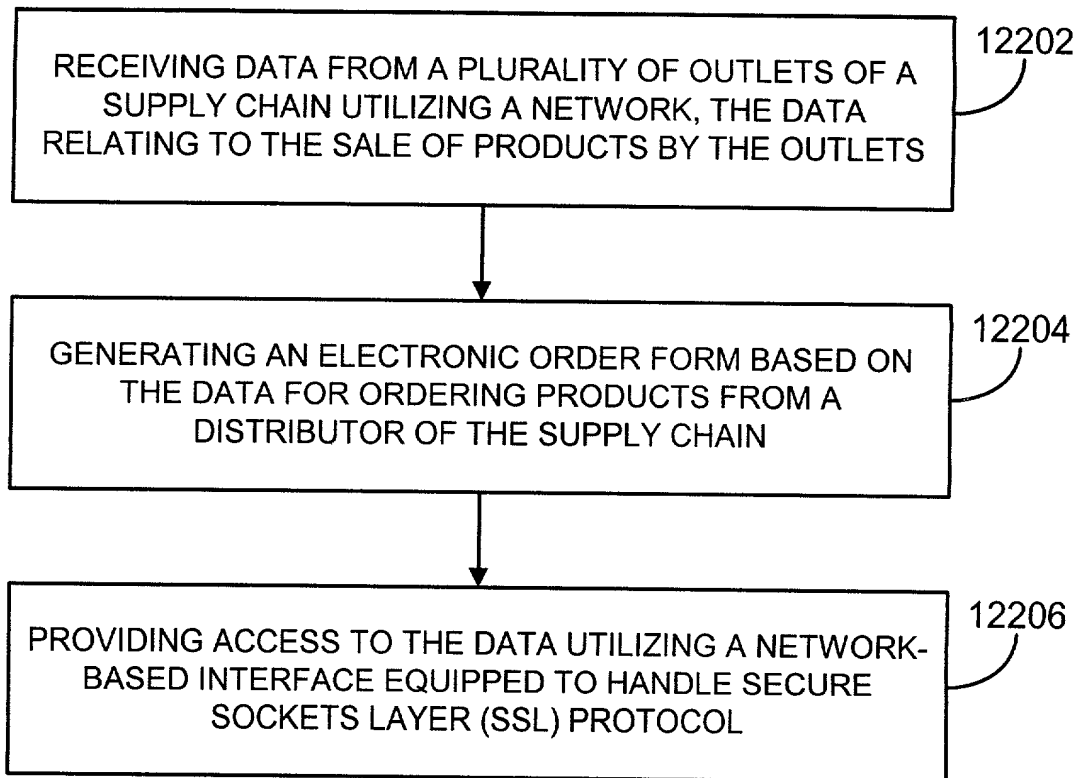 12202
RECEIVING DATA FROM A PLURALITY OF OUTLETS OF A
SUPPLY CHAIN UTILIZING A NETWORK, THE DATA
RELATING TO THE SALE OF PRODUCTS BY THE OUTLETS
12204
GENERATING AN ELECTRONIC ORDER FORM BASED ON
THE DATA FOR ORDERING PRODUCTS FROM A
DISTRIBUTOR OF THE SUPPLY CHAIN
12206
PROVIDING ACCESS TO THE DATA UTILIZING A NETWORK-
BASED INTERFACE EQUIPPED TO HANDLE SECURE
SOCKETS LAYER (SSL) PROTOCOL